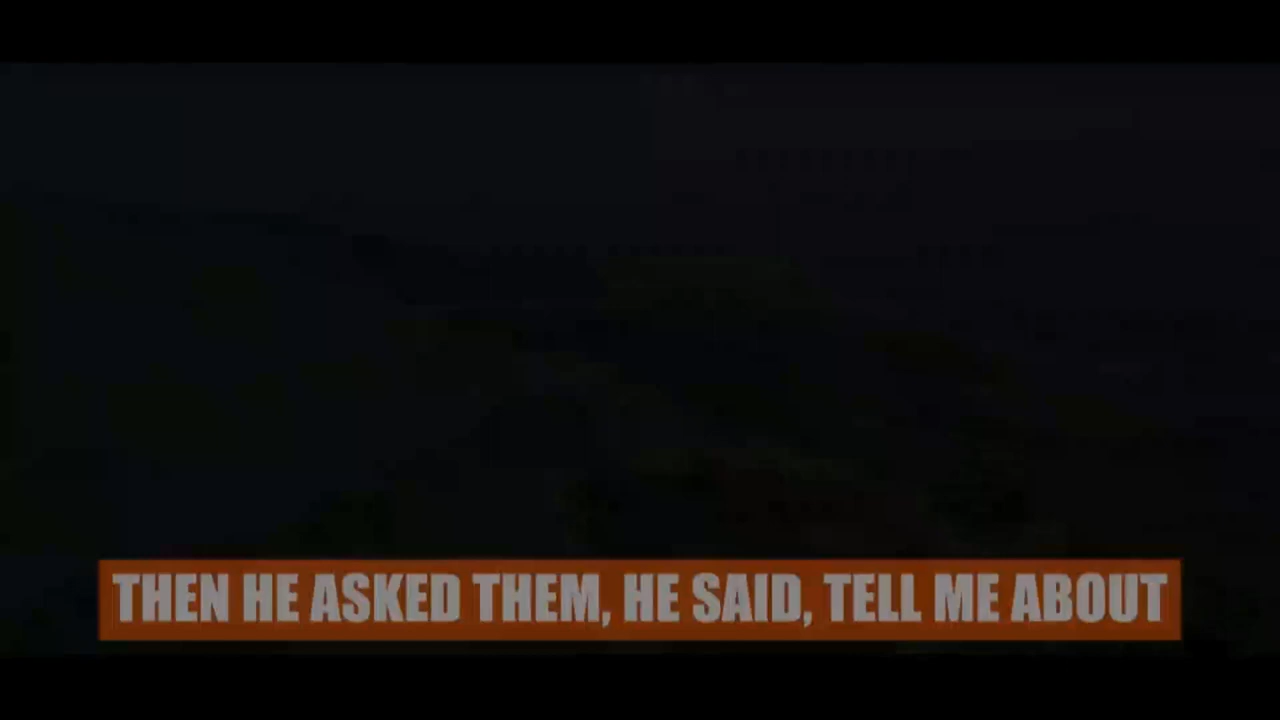 THEN HE ASKED THEM, HE SAID, TELL ME ABOUT